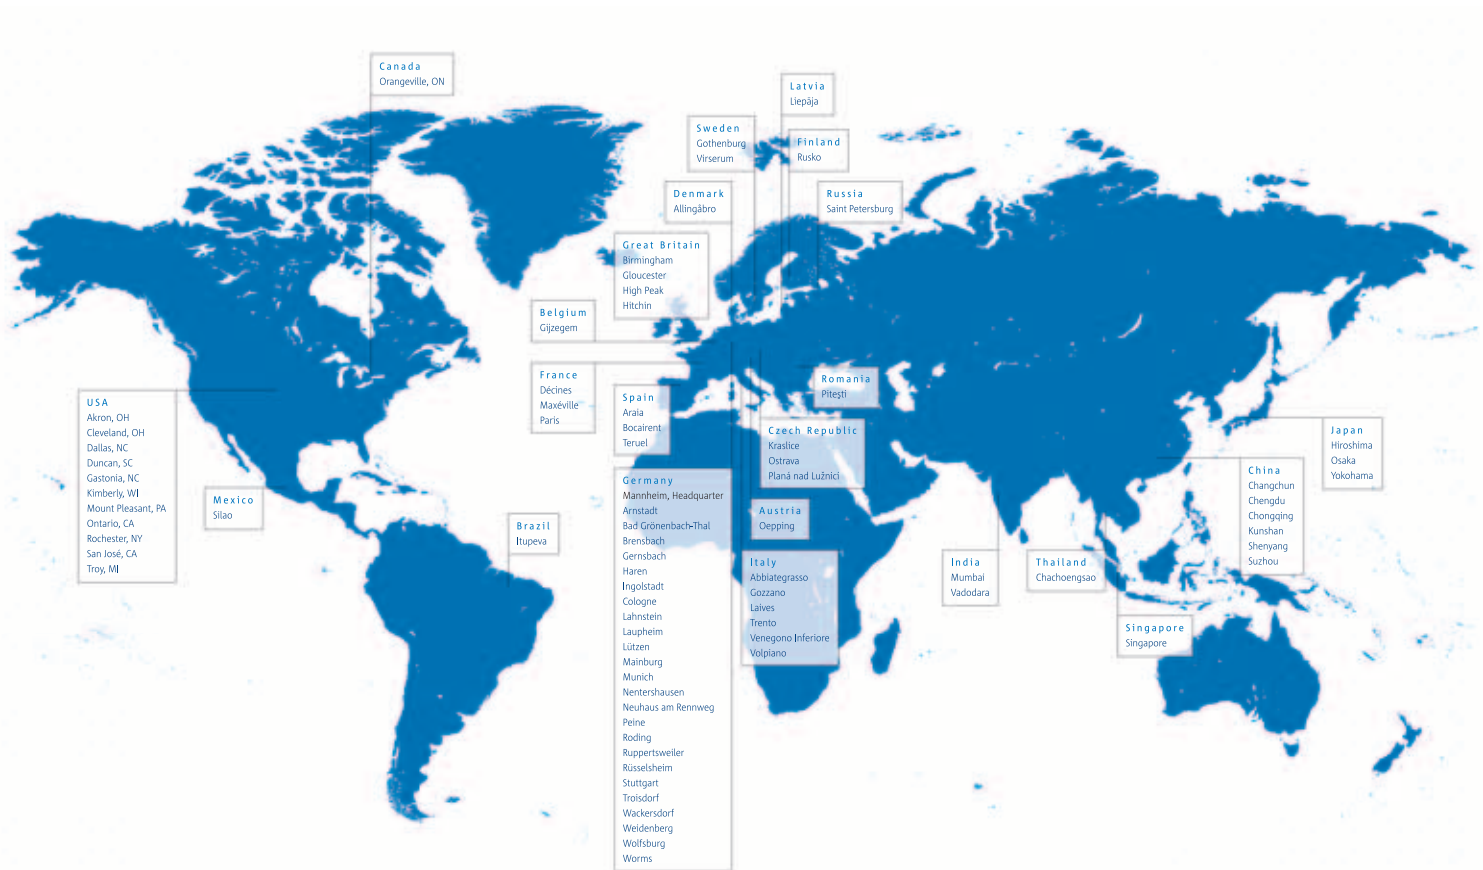 Canada
Orangeville, ON
Latvia
Liepāja
Sweden
Gothenburg
Virserum
Finland
Rusko
Denmark
Allingåbro
Russia
Saint Petersburg
Great Britain
Birmingham
Gloucester
High Peak
Hitchin
Belgium
Gijzegem
France
Décines
Maxéville
Paris
Spain
Araia
Bocairent
Teruel
Romania
Piteşti
Czech Republic
Kraslice
Ostrava
Planá nad Lužnicí
USA
Akron, OH
Cleveland, OH
Dallas, NC
Duncan, SC
Gastonia, NC
Kimberly, WI
Mount Pleasant, PA
Ontario, CA
Rochester, NY
San José, CA
Troy, MI
Mexico
Silao
Brazil
Itupeva
Germany
Mannheim, Headquarter
Arnstadt
Bad Grönenbach-Thal
Brensbach
Gernsbach
Haren
Ingolstadt
Cologne
Lahnstein
Laupheim
Lützen
Mainburg
Munich
Nentershausen
Neuhaus am Rennweg
Peine
Roding
Ruppertsweiler
Rüsselsheim
Stuttgart
Troisdorf
Wackersdorf
Weidenberg
Wolfsburg
Worms
Austria
Oepping
Italy
Abbiategrasso
Gozzano
Laives
Trento
Venegono Inferiore
Volpiano
India
Mumbai
Vadodara
Thailand
Chachoengsao
Singapore
Singapore
China
Changchun
Chengdu
Chongqing
Kunshan
Shenyang
Suzhou
Japan
Hiroshima
Osaka
Yokohama